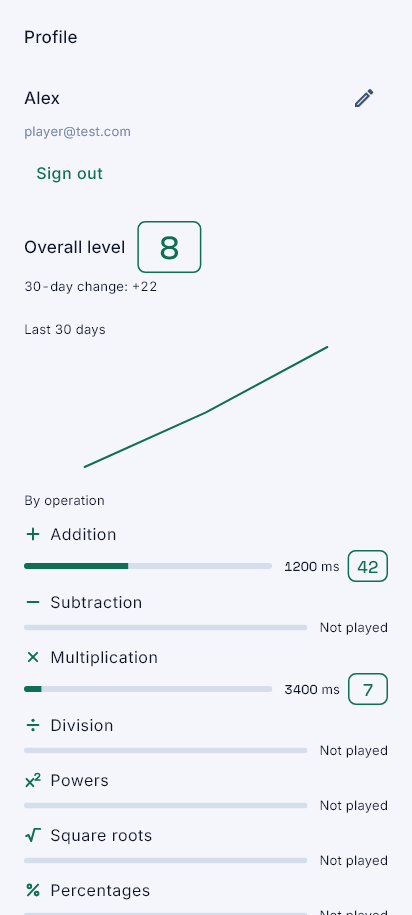 Profile
Alex
player@test.com
Sign out
Overall level 8
30-day change: +22
Last 30 days
By operation
+ Addition
1200 ms 42
− Subtraction
Not played
× Multiplication
3400 ms 7
÷ Division
Not played
x² Powers
Not played
√ Square roots
Not played
% Percentages
Not played